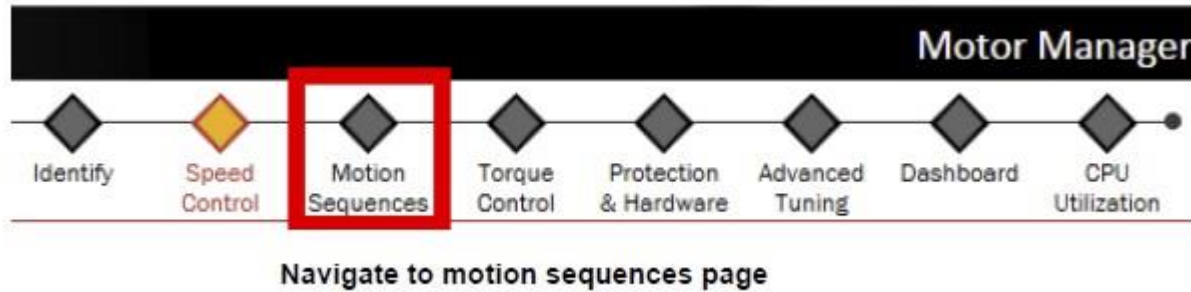 Motor Manager
Identify
Speed
Control
Motion
Sequences
Torque
Control
Protection
& Hardware
Advanced
Tuning
Dashboard
CPU
Utilization
Navigate to motion sequences page